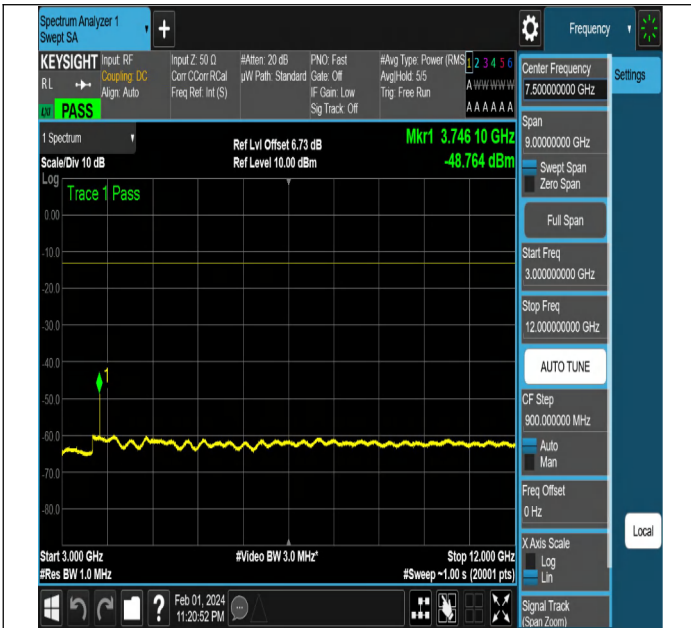 Spectrum Analyzer 1
Swept SA
+
Frequency
KEYSIGHT
RL
LXI
PASS
Input: RF
Coupling: DC
Align: Auto
Input Z: 50 Ω
Corr CCorr RCal
Freq Ref: Int (S)
#Atten: 20 dB
µW Path: Standard
PNO: Fast
Gate: Off
IF Gain: Low
Sig Track: Off
#Avg Type: Power (RMS
Avg|Hold: 5/5
Trig: Free Run
1 2 3 4 5 6
A W W W W W
A A A A A A
Center Frequency
7.500000000 GHz
Settings
Span
9.00000000 GHz
Swept Span
Zero Span
Full Span
Start Freq
3.000000000 GHz
Stop Freq
12.000000000 GHz
AUTO TUNE
CF Step
900.000000 MHz
Auto
Man
Freq Offset
0 Hz
X Axis Scale
Log
Lin
Signal Track
(Span Zoom)
Local
1 Spectrum
Scale/Div 10 dB
Ref Lvl Offset 6.73 dB
Ref Level 10.00 dBm
Mkr1 3.746 10 GHz
-48.764 dBm
Log
Trace 1 Pass
0.00
-10.0
-20.0
-30.0
-40.0
-50.0
-60.0
-70.0
-80.0
1
Start 3.000 GHz
#Res BW 1.0 MHz
#Video BW 3.0 MHz*
Stop 12.000 GHz
#Sweep ~1.00 s (20001 pts)
?
Feb 01, 2024
11:20:52 PM